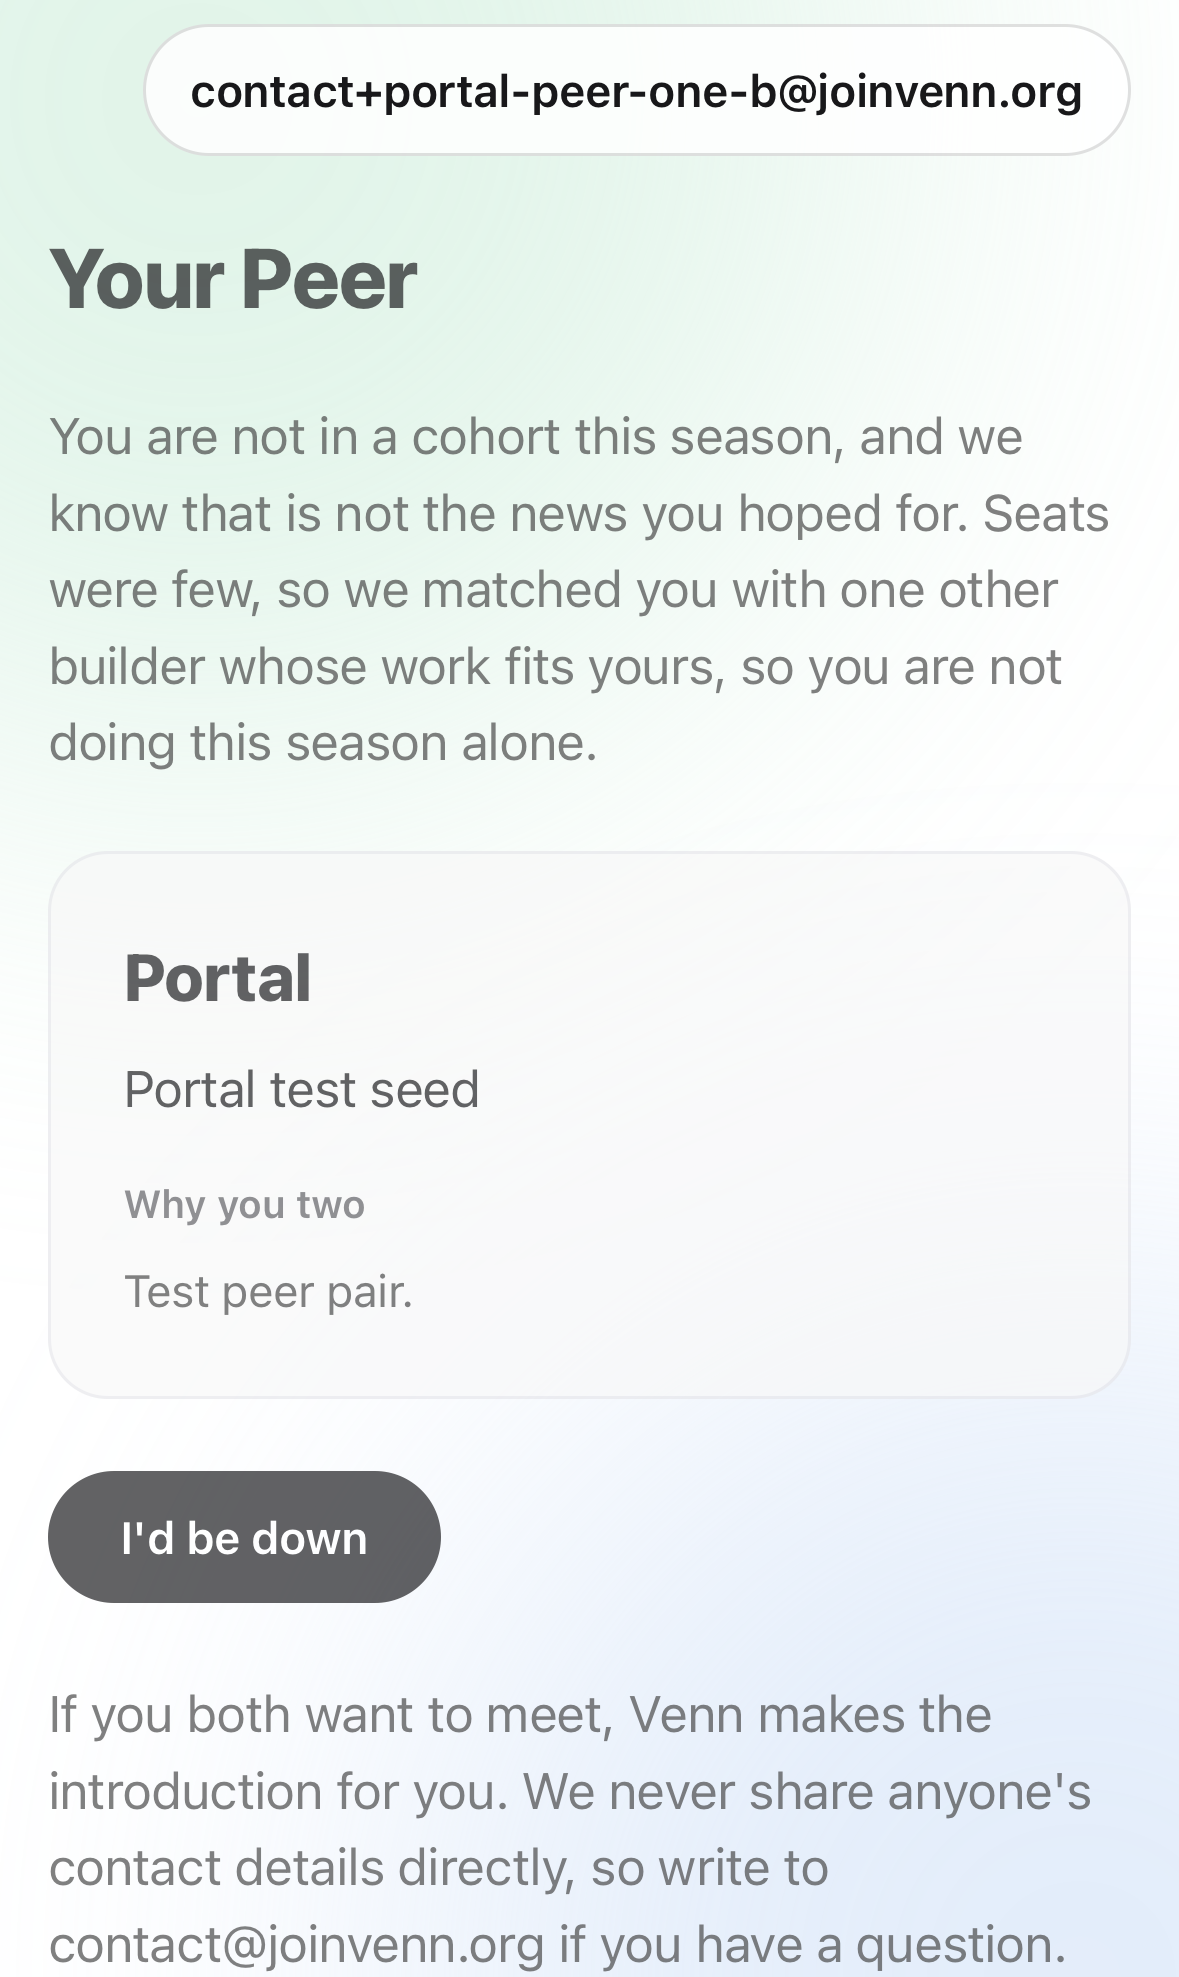 contact+portal-peer-one-b@joinvenn.org
Your Peer
You are not in a cohort this season, and we
know that is not the news you hoped for. Seats
were few, so we matched you with one other
builder whose work fits yours, so you are not
doing this season alone.
Portal
Portal test seed
Why you two
Test peer pair.
I'd be down
If you both want to meet, Venn makes the
introduction for you. We never share anyone's
contact details directly, so write to
contact@joinvenn.org if you have a question.